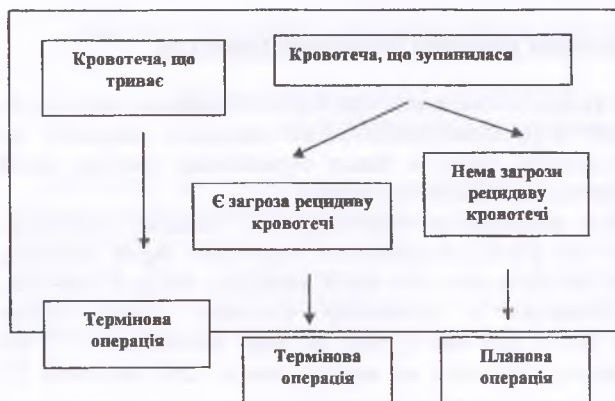 Кровотеча, що
триває
Кровотеча, що зупинилася
Є загроза рецидиву
кровотечі
Нема загрози
рецидиву
кровотечі
Термінова
операція
Термінова
операція
Планова
операція